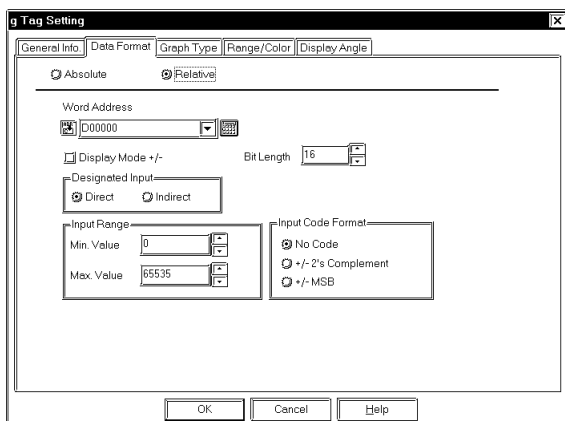 g Tag Setting
General Info. Data Format Graph Type Range/Color Display Angle
Absolute Relative
Word Address
D00000
Display Mode +/- Bit Length 16
Designated Input
Direct Indirect
Input Range Input Code Format
Min. Value 0 No Code
+/- 2's Complement
Max. Value 65535
+/- MSB
OK Cancel Help